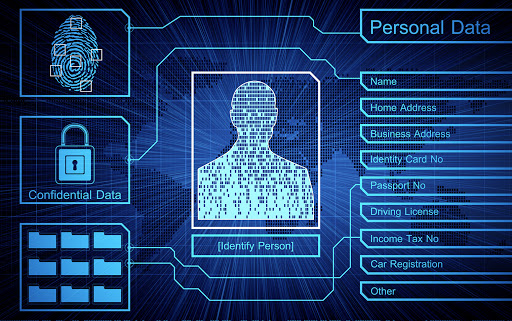 Personal Data
Name
Home Address
Business Address
Identity Card No
Passport No
Driving License
Income Tax No
Car Registration
Other
Confidential Data
[Identify Person]